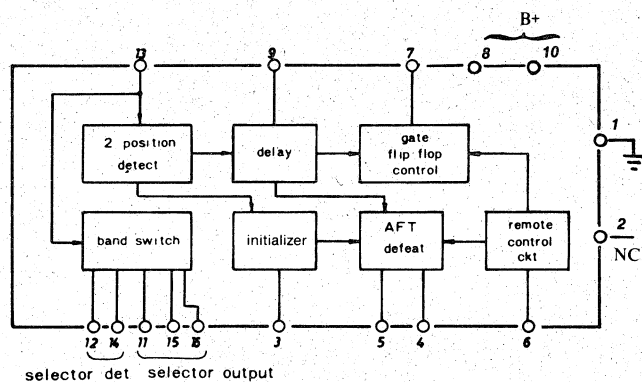 B+
13
9
7
8
10
1
2 position
detect
delay
gate
flip flop
control
2
NC
band switch
initializer
AFT
defeat
remote
control
ckt
12
14
11
15
16
3
5
4
6
selector det
selector output